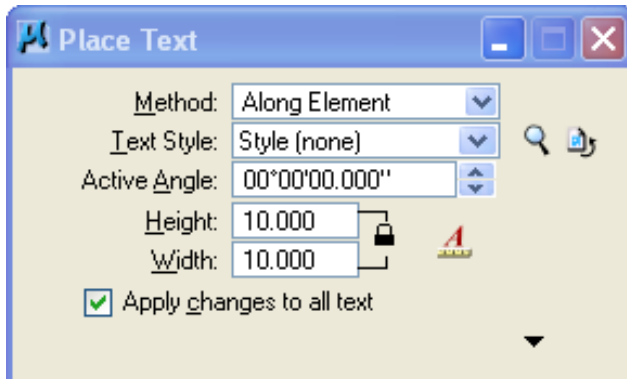 Place Text
Method: Along Element
Text Style: Style (none)
Active Angle: 00°00'00.000"
Height: 10.000
Width: 10.000
Apply changes to all text